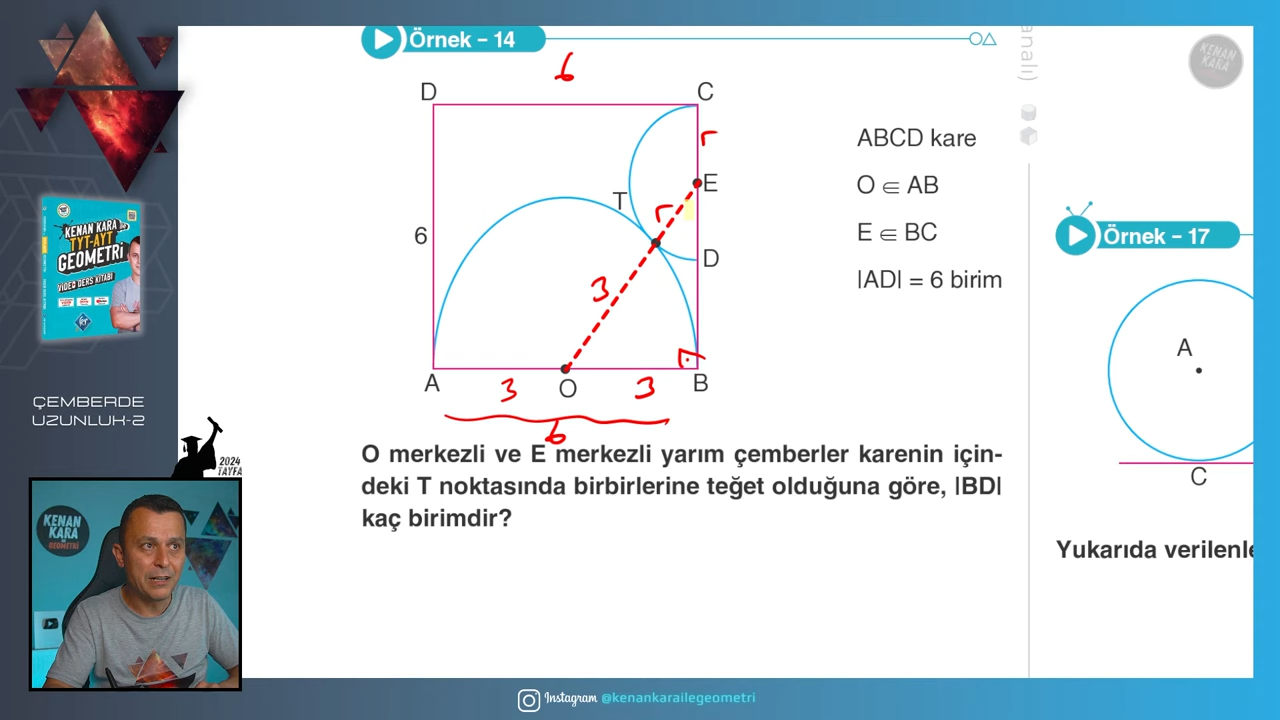 Örnek – 14
6
D
C
r
E
T
r
6
D
3
A
O
B
3
3
6
ABCD kare
O ∈ AB
E ∈ BC
|AD| = 6 birim
O merkezli ve E merkezli yarım çemberler karenin için-
deki T noktasında birbirlerine teğet olduğuna göre, |BD|
kaç birimdir?
analı)
KENAN
KARA
Örnek – 17
A
C
Yukarıda verilenle
KENAN KARA
TYT-AYT
GEOMETRİ
VİDEO DERS KİTABI
ÇEMBERDE
UZUNLUK-2
2024
TAYFA
KENAN
KARA
GEOMETRİ
Instagram @kenankarailegeometri